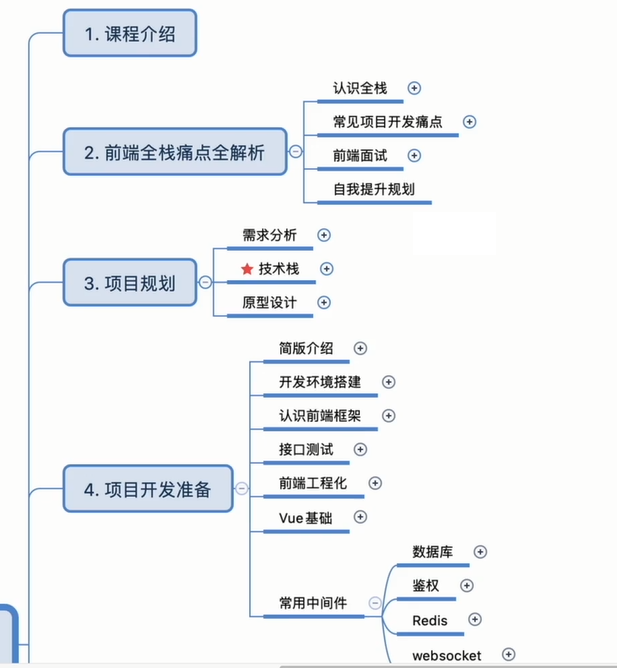 1. 课程介绍
2. 前端全栈痛点全解析
认识全栈
常见项目开发痛点
前端面试
自我提升规划
3. 项目规划
需求分析
技术栈
原型设计
4. 项目开发准备
简版介绍
开发环境搭建
认识前端框架
接口测试
前端工程化
Vue基础
常用中间件
数据库
鉴权
Redis
websocket